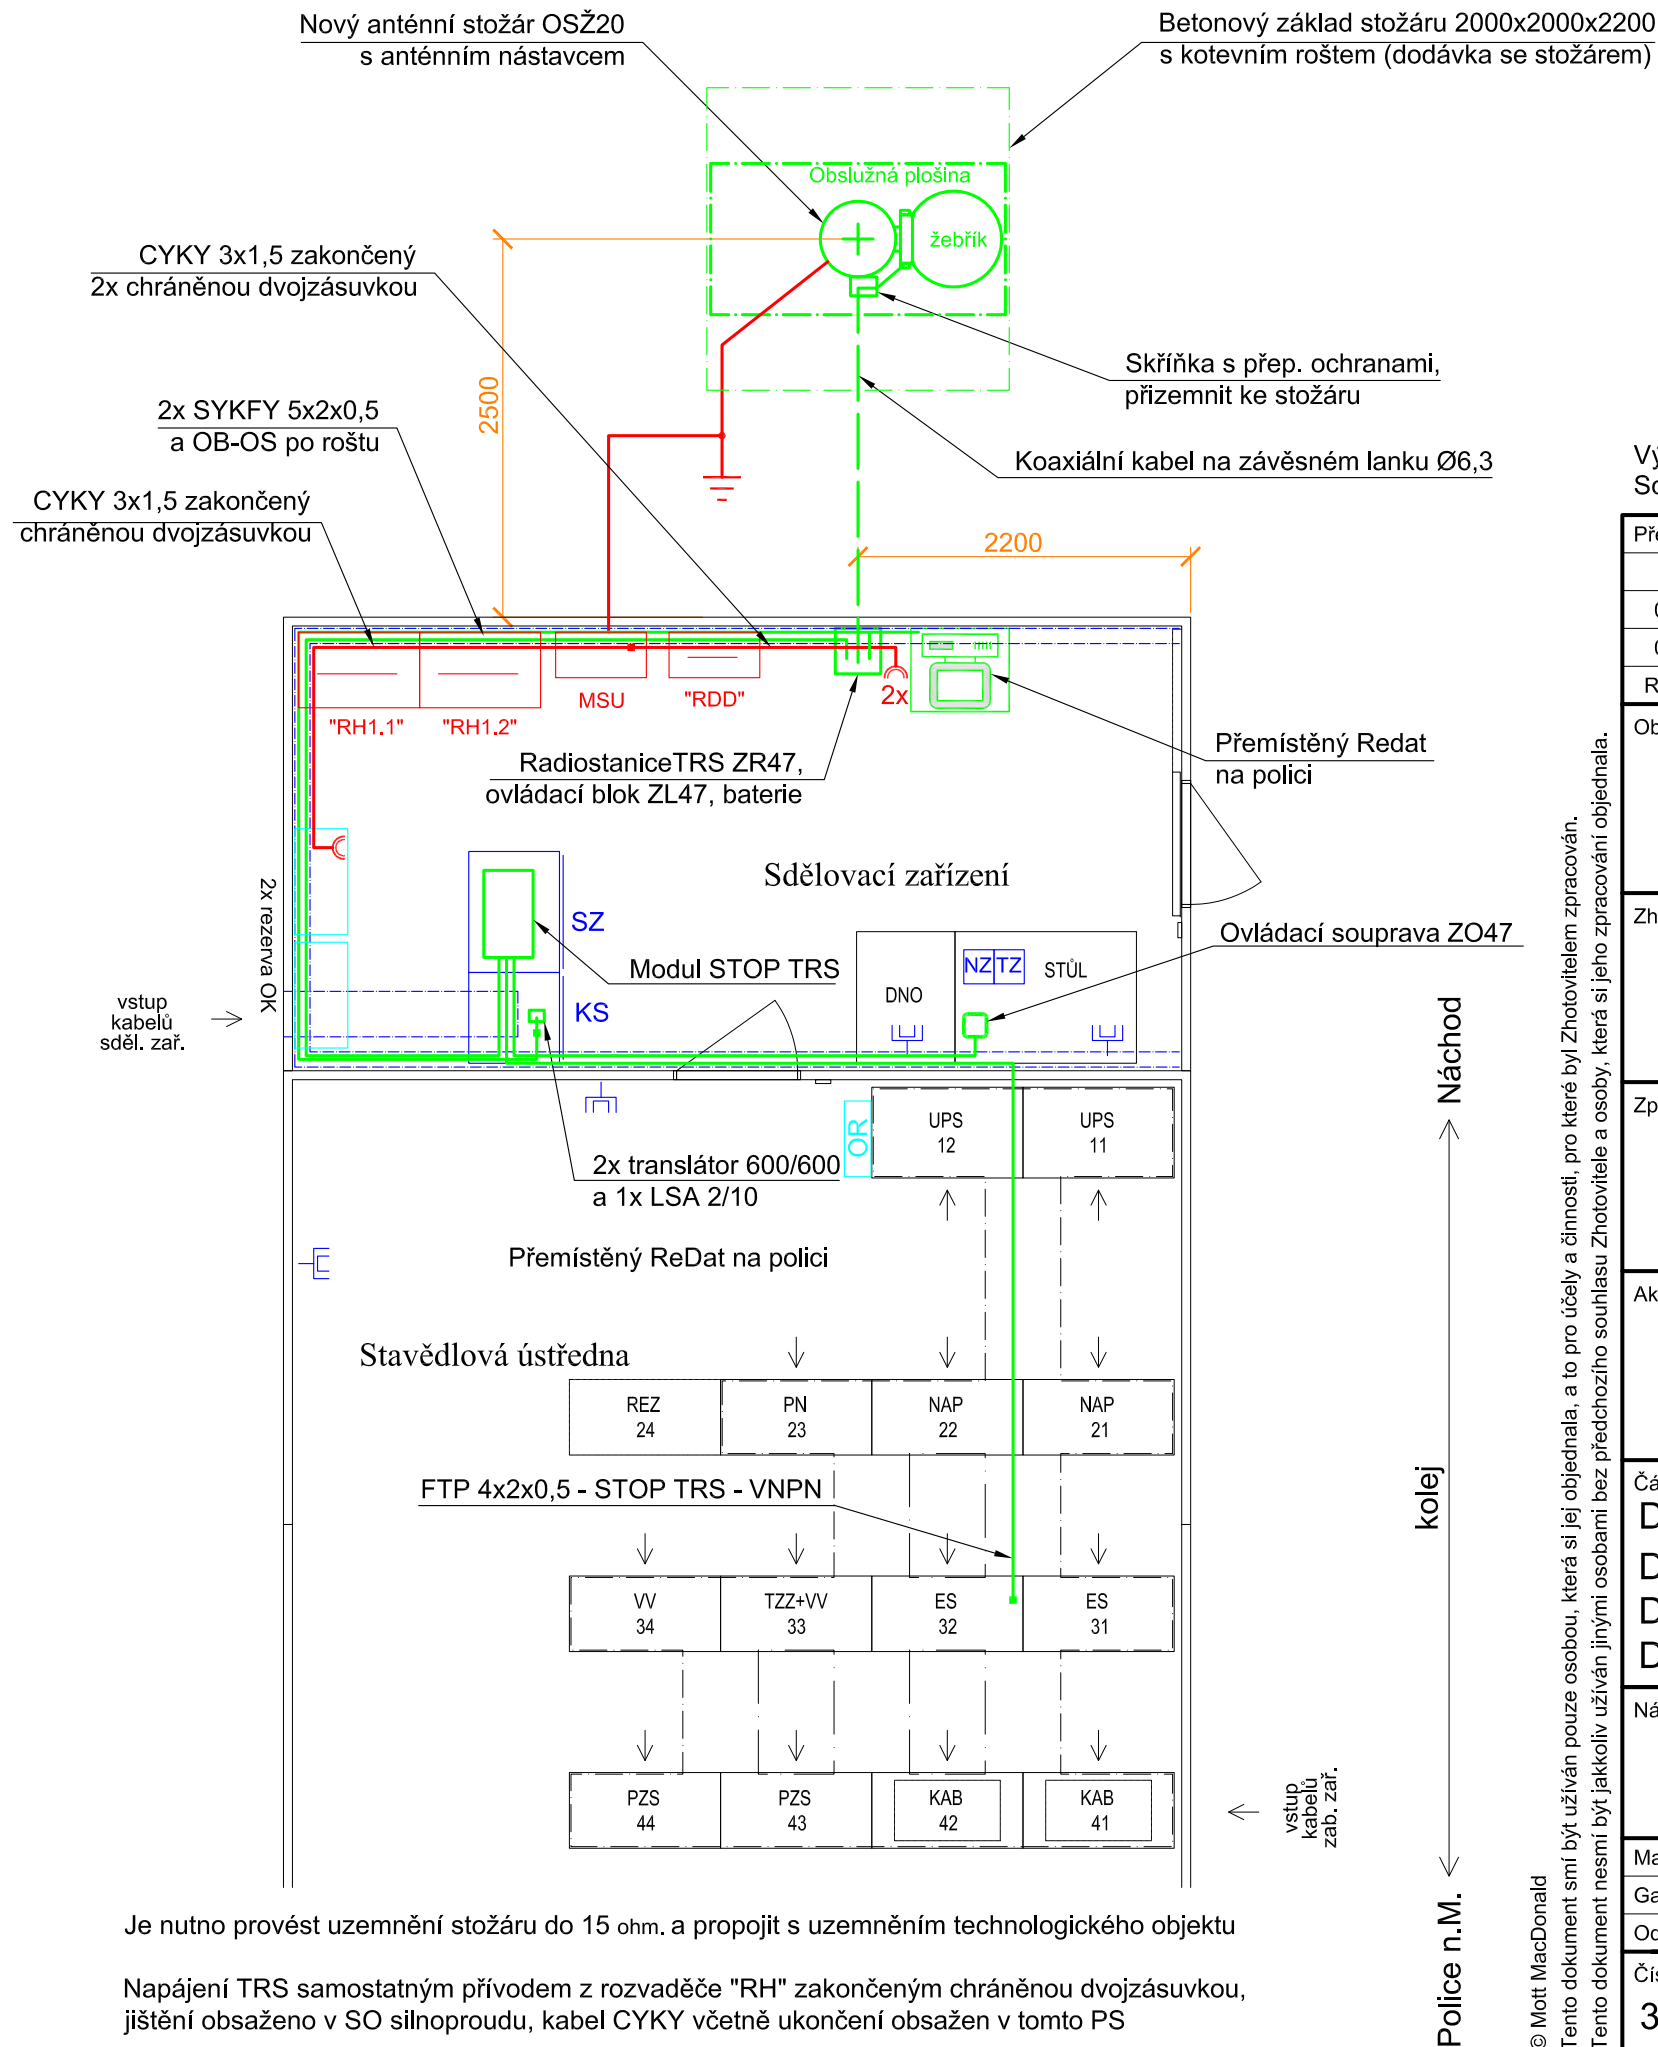 Nový anténní stožár OSŽ20
s anténním nástavcem
Betonový základ stožáru 2000x2000x2200
s kotevním roštem (dodávka se stožárem)
Obslužná plošina
žebřík
CYKY 3x1,5 zakončený
2x chráněnou dvojzásuvkou
2500
Skříňka s přep. ochranami,
přizemnit ke stožáru
2x SYKFY 5x2x0,5
a OB-OS po roštu
Koaxiální kabel na závěsném lanku Ø6,3
CYKY 3x1,5 zakončený
chráněnou dvojzásuvkou
2200
"RH1.1"
"RH1.2"
MSU
"RDD"
2x
RadiostaniceTRS ZR47,
ovládací blok ZL47, baterie
Přemístěný Redat
na polici
Sdělovací zařízení
2x rezerva OK
SZ
KS
Modul STOP TRS
Ovládací souprava ZO47
DNO
NZ TZ
STŮL
vstup
kabelů
sděl. zař.
OR
UPS
12
UPS
11
2x translátor 600/600
a 1x LSA 2/10
Přemístěný ReDat na polici
Stavědlová ústředna
REZ
24
PN
23
NAP
22
NAP
21
FTP 4x2x0,5 - STOP TRS - VNPN
VV
34
TZZ+VV
33
ES
32
ES
31
PZS
44
PZS
43
KAB
42
KAB
41
vstup
kabelů
zab. zař.
Náchod
kolej
Police n.M.
Je nutno provést uzemnění stožáru do 15 ohm. a propojit s uzemněním technologického objektu
Napájení TRS samostatným přívodem z rozvaděče "RH" zakončeným chráněnou dvojzásuvkou,
jištění obsaženo v SO silnoproudu, kabel CYKY včetně ukončení obsažen v tomto PS
© Mott MacDonald
Tento dokument smí být užíván pouze osobou, která si jej objednala, a to pro účely a činnosti, pro které byl Zhotovitelem zpracován.
Tento dokument nesmí být jakoliv užíván jinými osobami bez předchozího souhlasu Zhotovitele a osoby, která si jeho zpracování objednala.